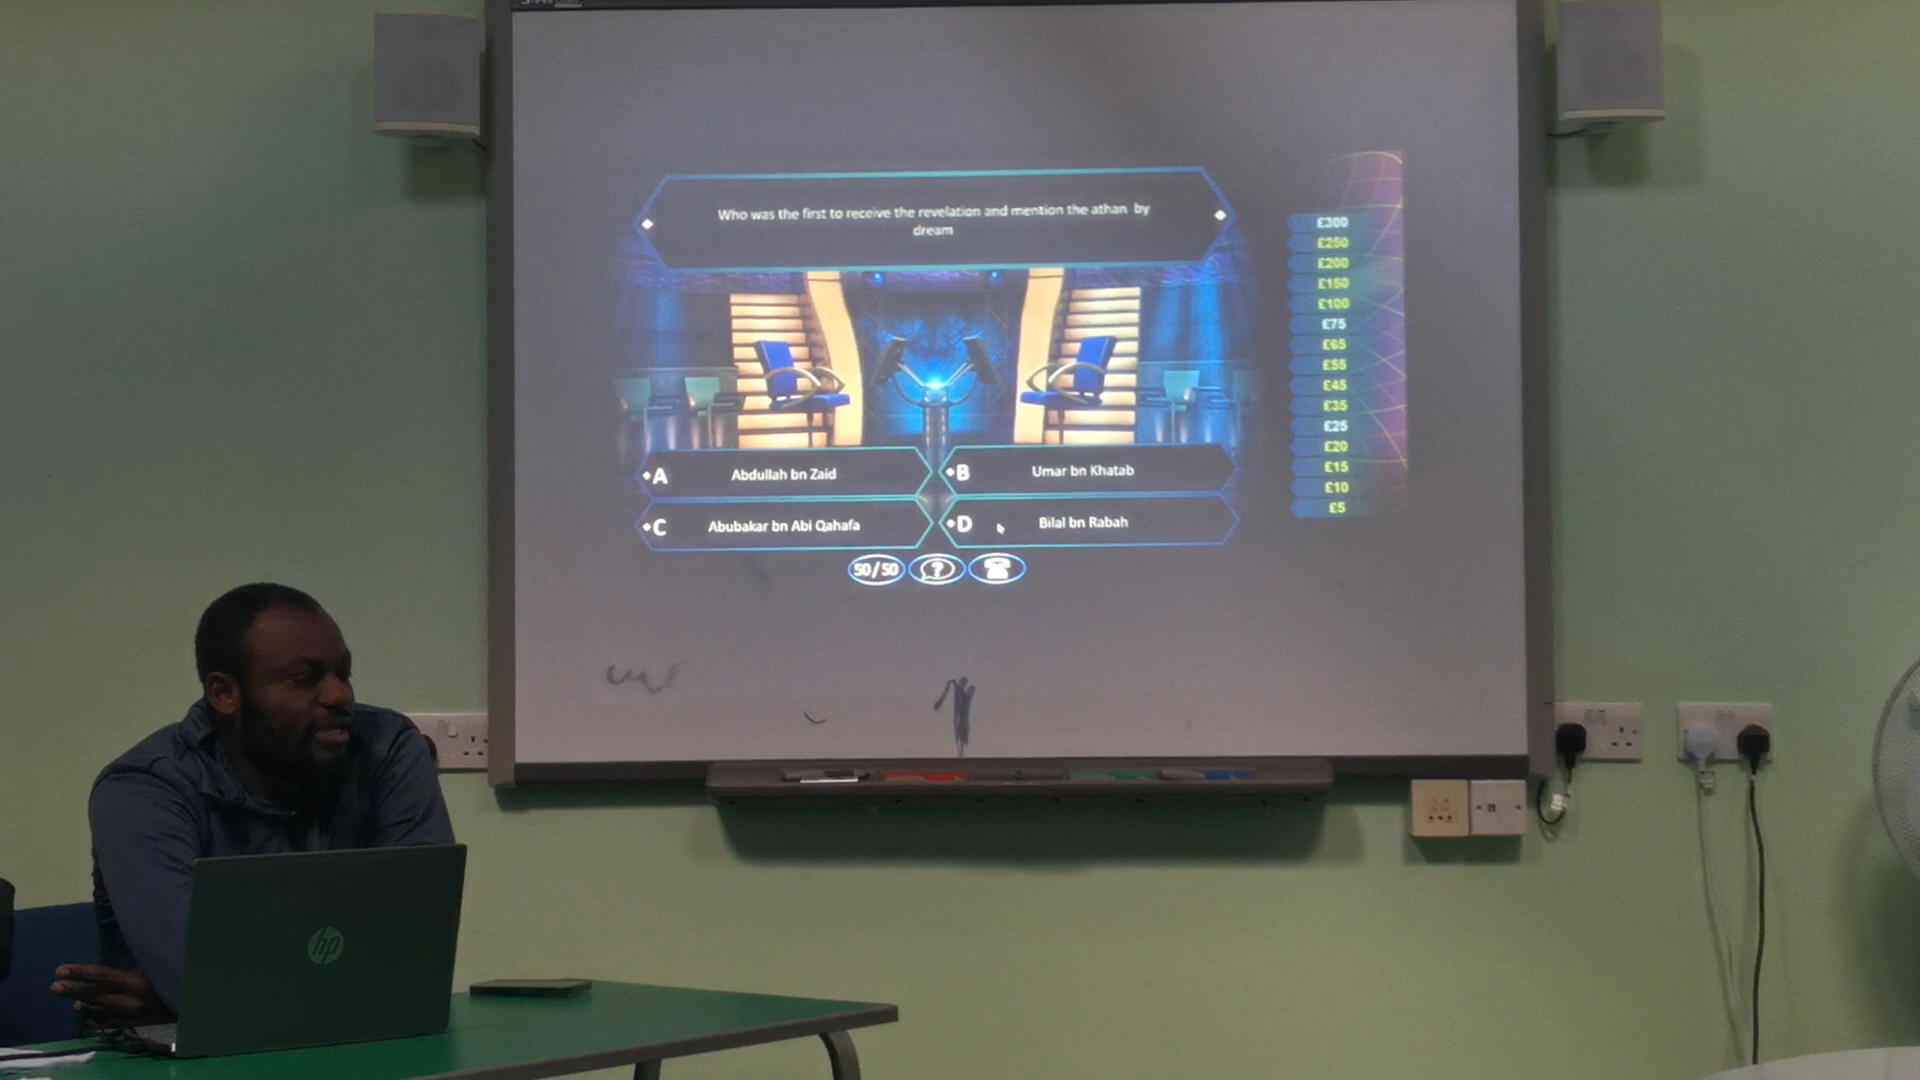 Who was the first to receive the revelation and mention the athan by
dream
£300
£250
£200
£150
£100
£75
£65
£55
£45
£35
£25
£20
£15
£10
£5
A Abdullah bn Zaid
B Umar bn Khatab
C Abubakar bn Abi Qahafa
D Bilal bn Rabah
50/50
?
hp